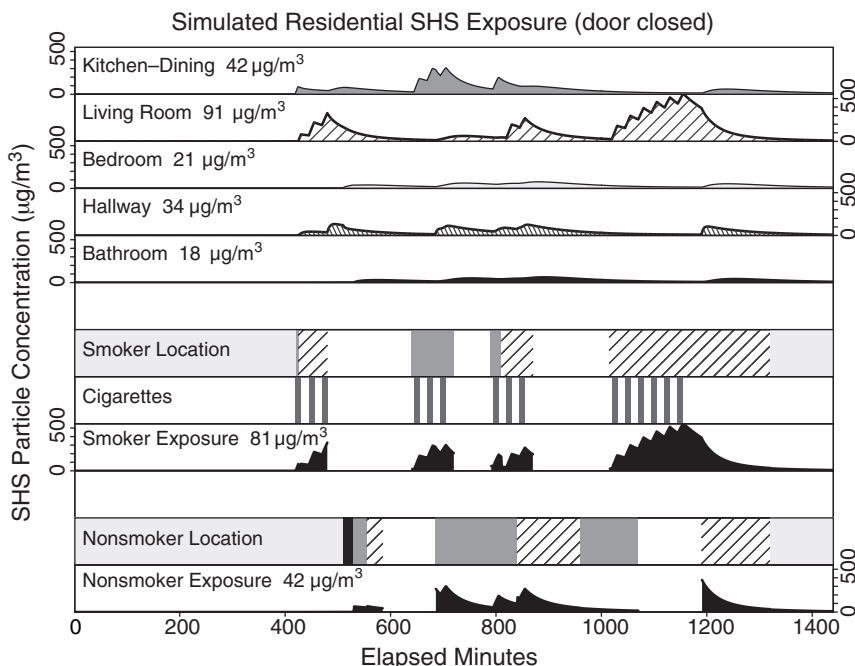 Simulated Residential SHS Exposure (door closed)
SHS Particle Concentration (μg/m³)
500
0
Kitchen–Dining 42 μg/m³
Living Room 91 μg/m³
500
0
500
0
Bedroom 21 μg/m³
Hallway 34 μg/m³
500
0
500
0
Bathroom 18 μg/m³
Smoker Location
Cigarettes
500
0
Smoker Exposure 81 μg/m³
Nonsmoker Location
Nonsmoker Exposure 42 μg/m³
500
0
0 200 400 600 800 1000 1200 1400
Elapsed Minutes